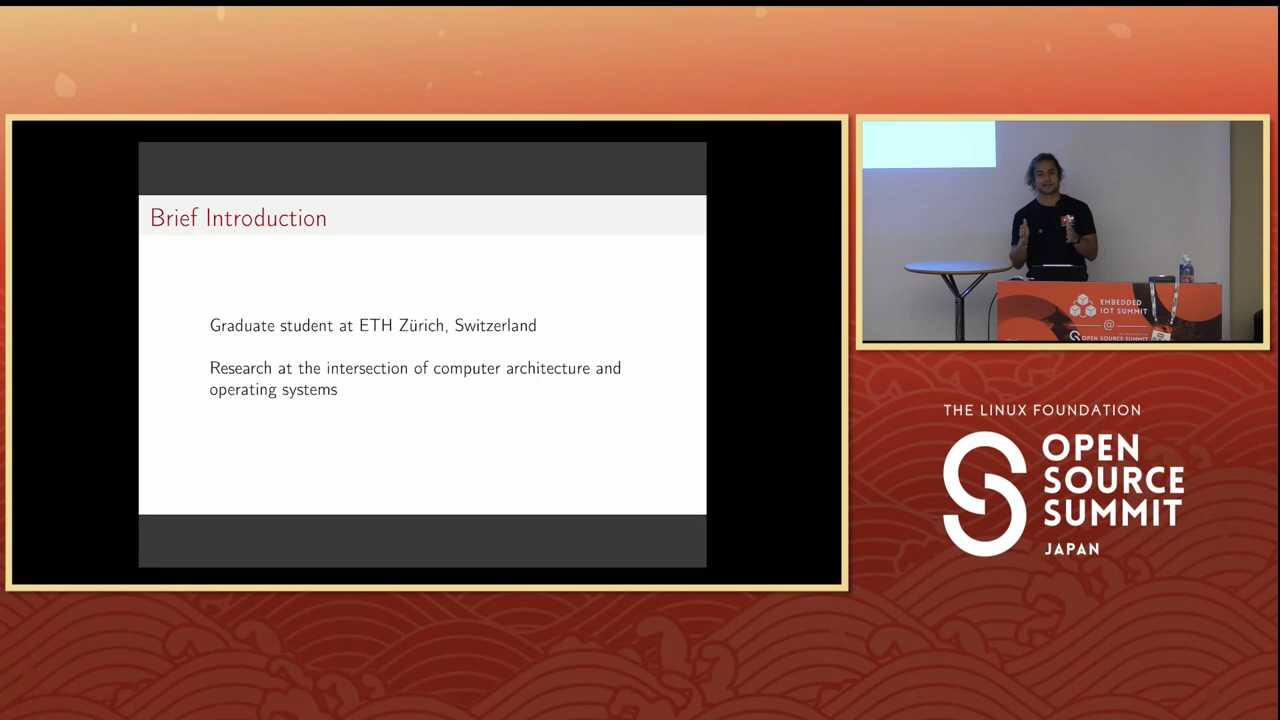 Brief Introduction
Graduate student at ETH Zürich, Switzerland
Research at the intersection of computer architecture and
operating systems
EMBEDDED
IOT SUMMIT
@
OPEN SOURCE SUMMIT
THE LINUX FOUNDATION
OPEN
SOURCE
SUMMIT
JAPAN